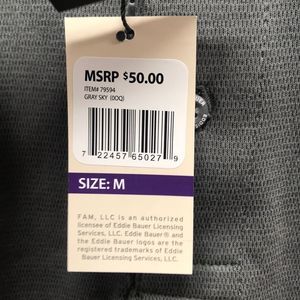 MSRP $50.00
ITEM# 79594
GRAY SKY (0OQ)
7 22457 65027 9
SIZE: M
FAM, LLC is an authorized
licensee of Eddie Bauer Licensing
Services, LLC. Eddie Bauer® and
the Eddie Bauer logos are the
registered trademarks of Eddie
Bauer Licensing Services, LLC.